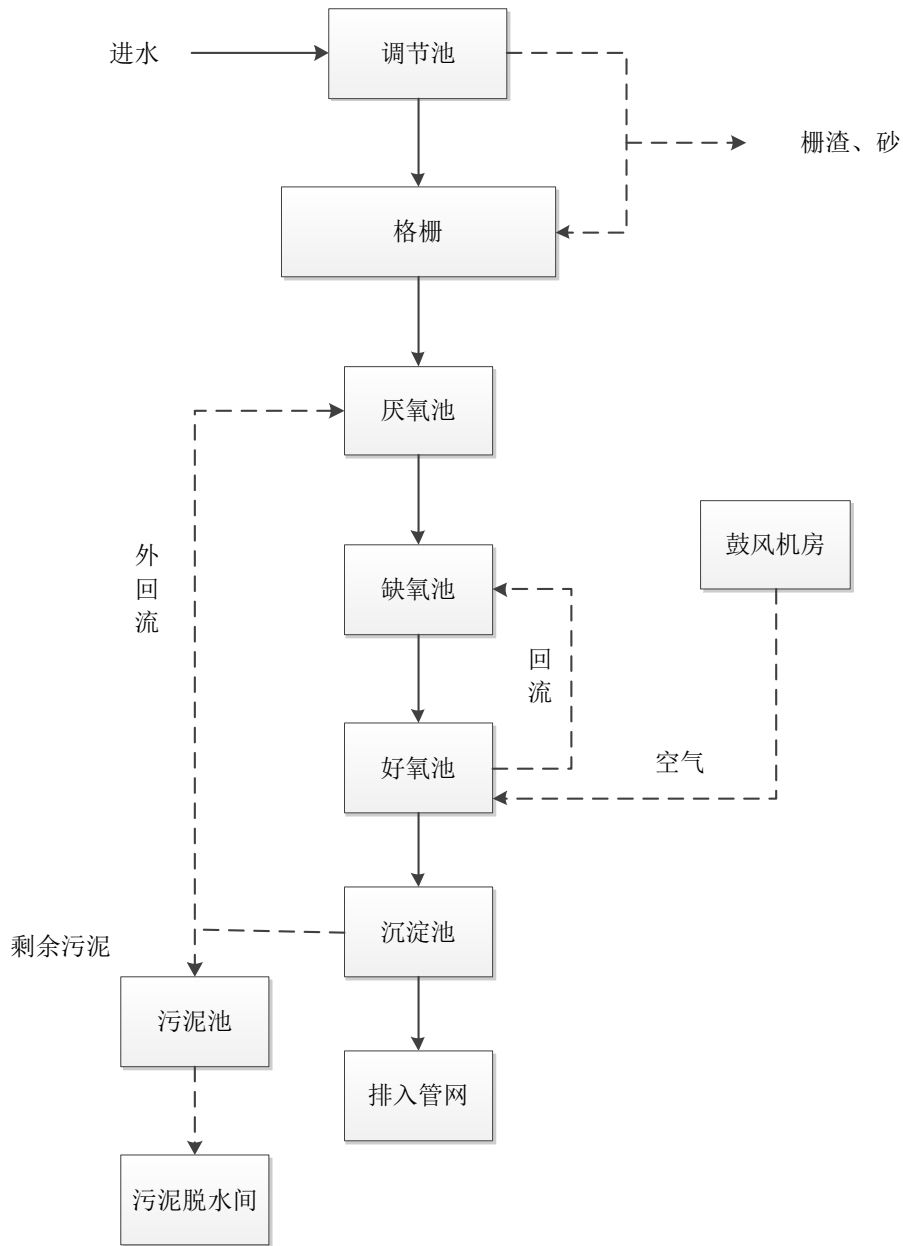 进水
调节池
栅渣、砂
格栅
厌氧池
外
回
流
鼓风机房
缺氧池
回
流
好氧池
空气
沉淀池
剩余污泥
污泥池
排入管网
污泥脱水间